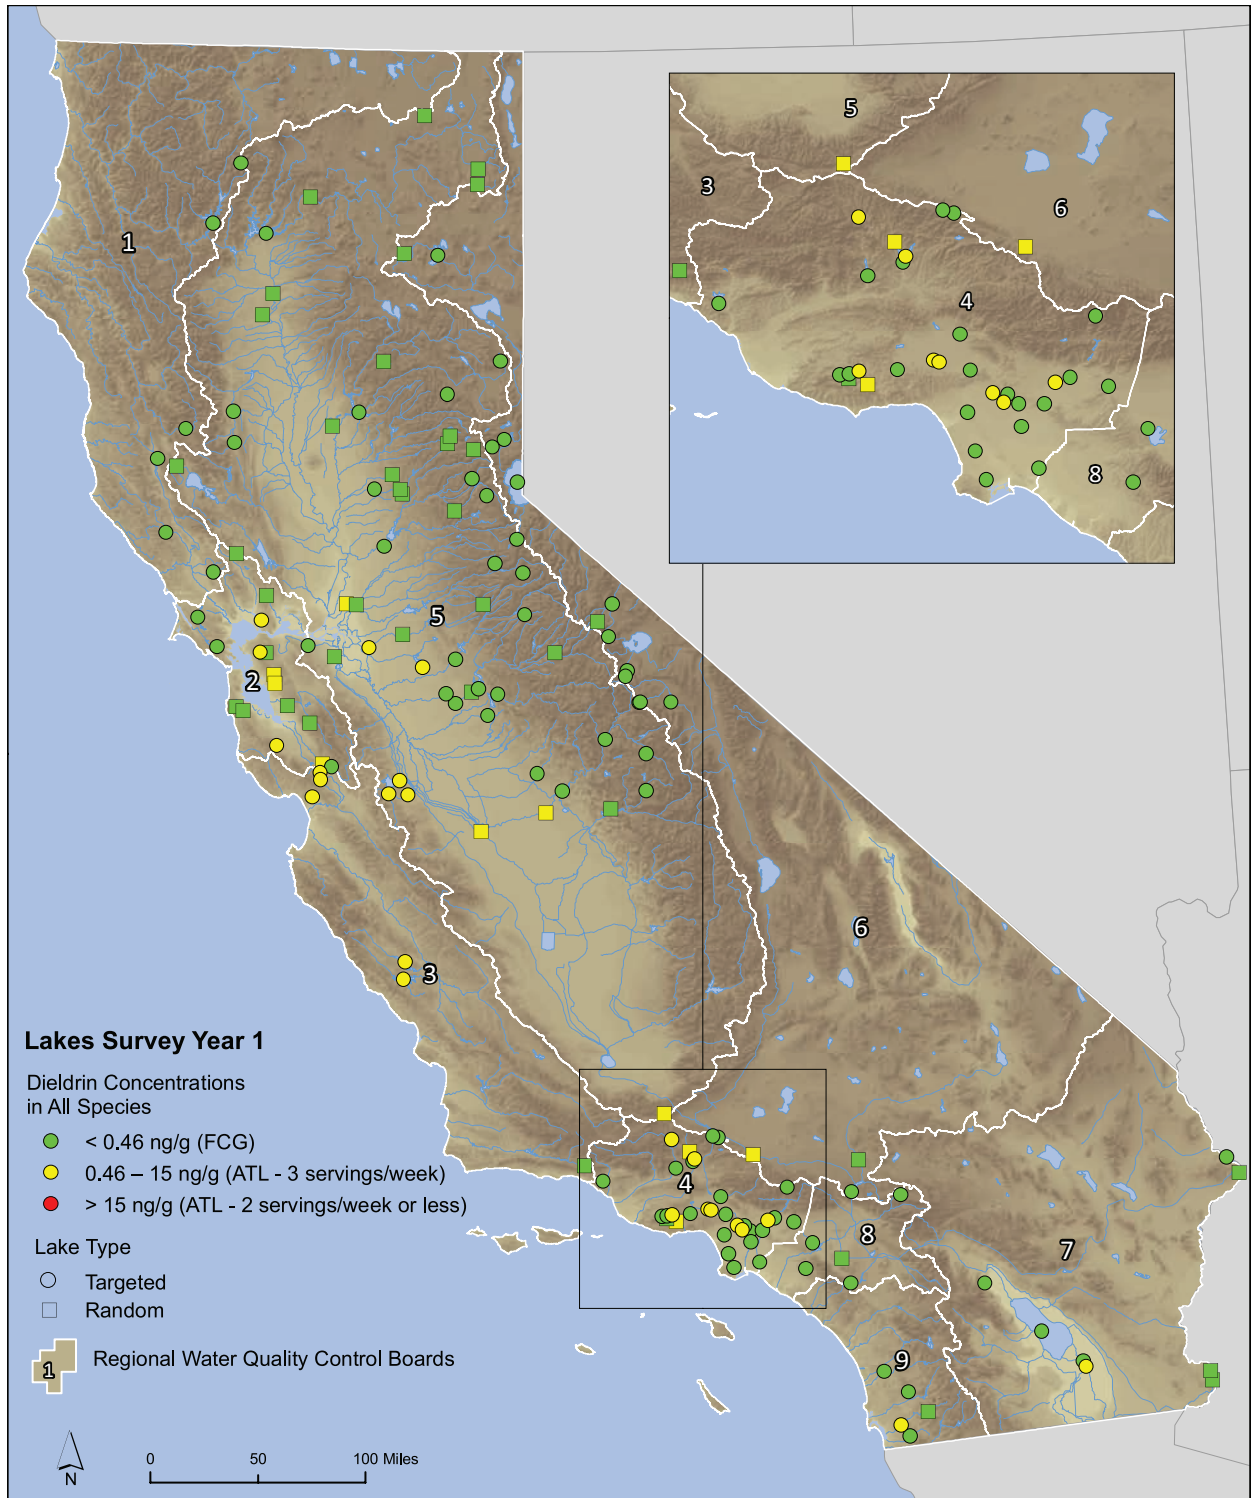 5
3
6
4
8
1
5
2
6
3
4
8
7
9
Lakes Survey Year 1
Dieldrin Concentrations
in All Species
< 0.46 ng/g (FCG)
0.46 – 15 ng/g (ATL - 3 servings/week)
> 15 ng/g (ATL - 2 servings/week or less)
Lake Type
Targeted
Random
1
Regional Water Quality Control Boards
N
0 50 100 Miles